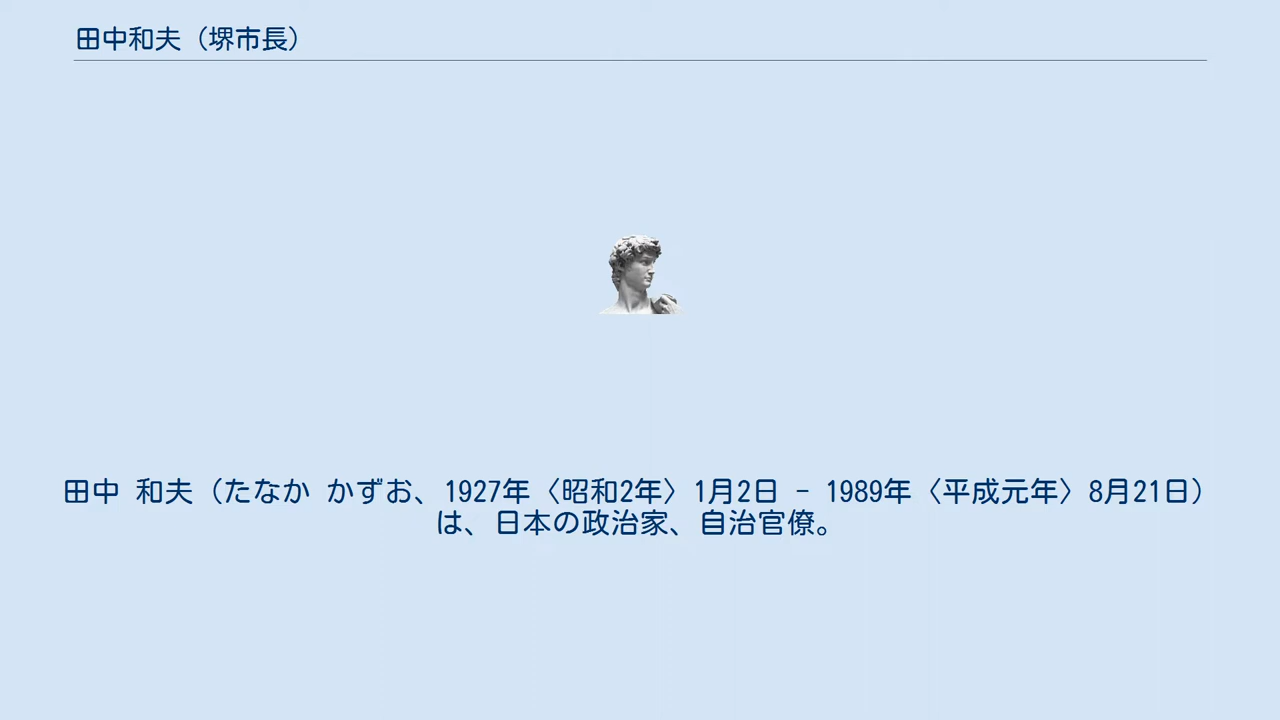 田中和夫（堺市長）
田中 和夫（たなか かずお、1927年〈昭和2年〉1月2日 - 1989年〈平成元年〉8月21日）
は、日本の政治家、自治官僚。